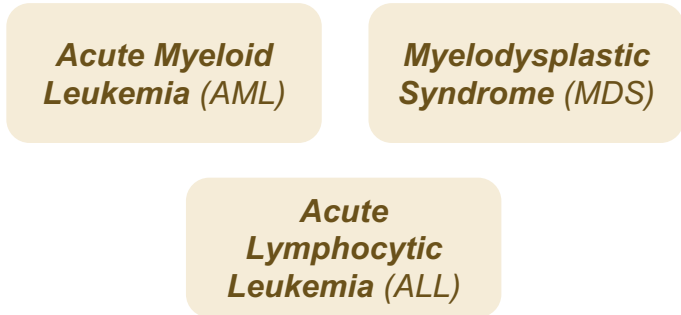 Acute Myeloid
Leukemia (AML)
Myelodysplastic
Syndrome (MDS)
Acute
Lymphocytic
Leukemia (ALL)